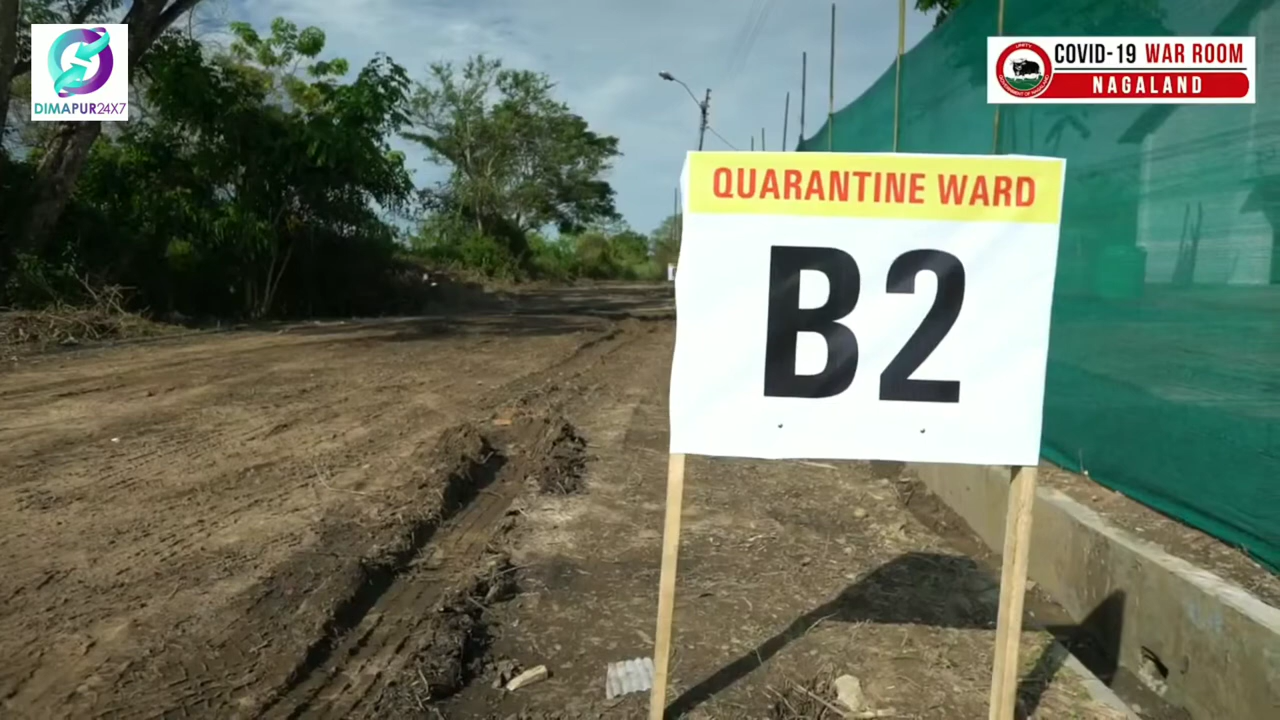 DIMAPUR24X7
COVID-19 WAR ROOM
NAGALAND
QUARANTINE WARD
B2